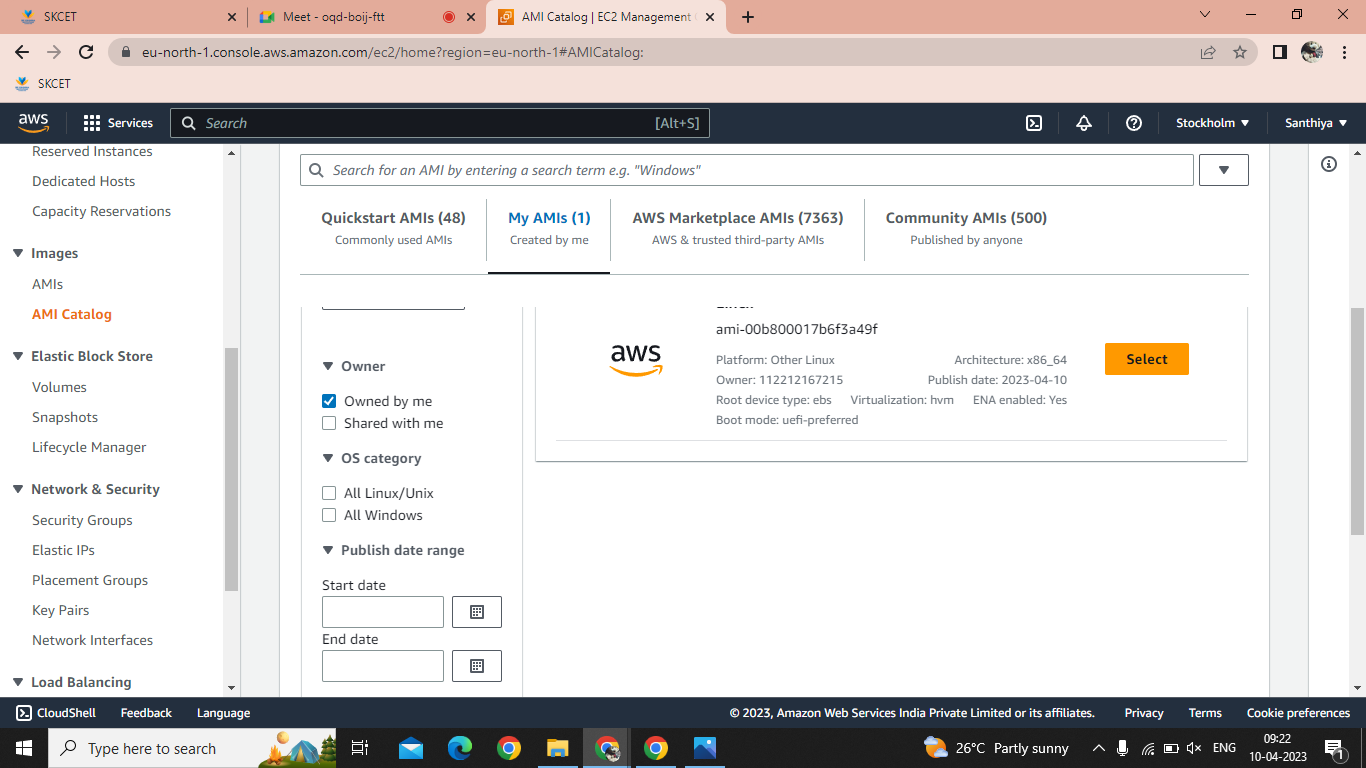 SKCET
Meet - oqd-boij-ftt
AMI Catalog | EC2 Management
eu-north-1.console.aws.amazon.com/ec2/home?region=eu-north-1#AMICatalog:
SKCET
aws
Services
Search
[Alt+S]
Stockholm
Santhiya
Reserved Instances
Dedicated Hosts
Capacity Reservations
Images
AMIs
AMI Catalog
Elastic Block Store
Volumes
Snapshots
Lifecycle Manager
Network & Security
Security Groups
Elastic IPs
Placement Groups
Key Pairs
Network Interfaces
Load Balancing
Search for an AMI by entering a search term e.g. "Windows"
Quickstart AMIs (48)
Commonly used AMIs
My AMIs (1)
Created by me
AWS Marketplace AMIs (7363)
AWS & trusted third-party AMIs
Community AMIs (500)
Published by anyone
Owner
Owned by me
Shared with me
OS category
All Linux/Unix
All Windows
Publish date range
Start date
End date
aws
ami-00b800017b6f3a49f
Platform: Other Linux
Architecture: x86_64
Owner: 112212167215
Publish date: 2023-04-10
Root device type: ebs
Virtualization: hvm
ENA enabled: Yes
Boot mode: uefi-preferred
Select
CloudShell
Feedback
Language
© 2023, Amazon Web Services India Private Limited or its affiliates.
Privacy
Terms
Cookie preferences
Type here to search
26°C Partly sunny
ENG
09:22
10-04-2023
1